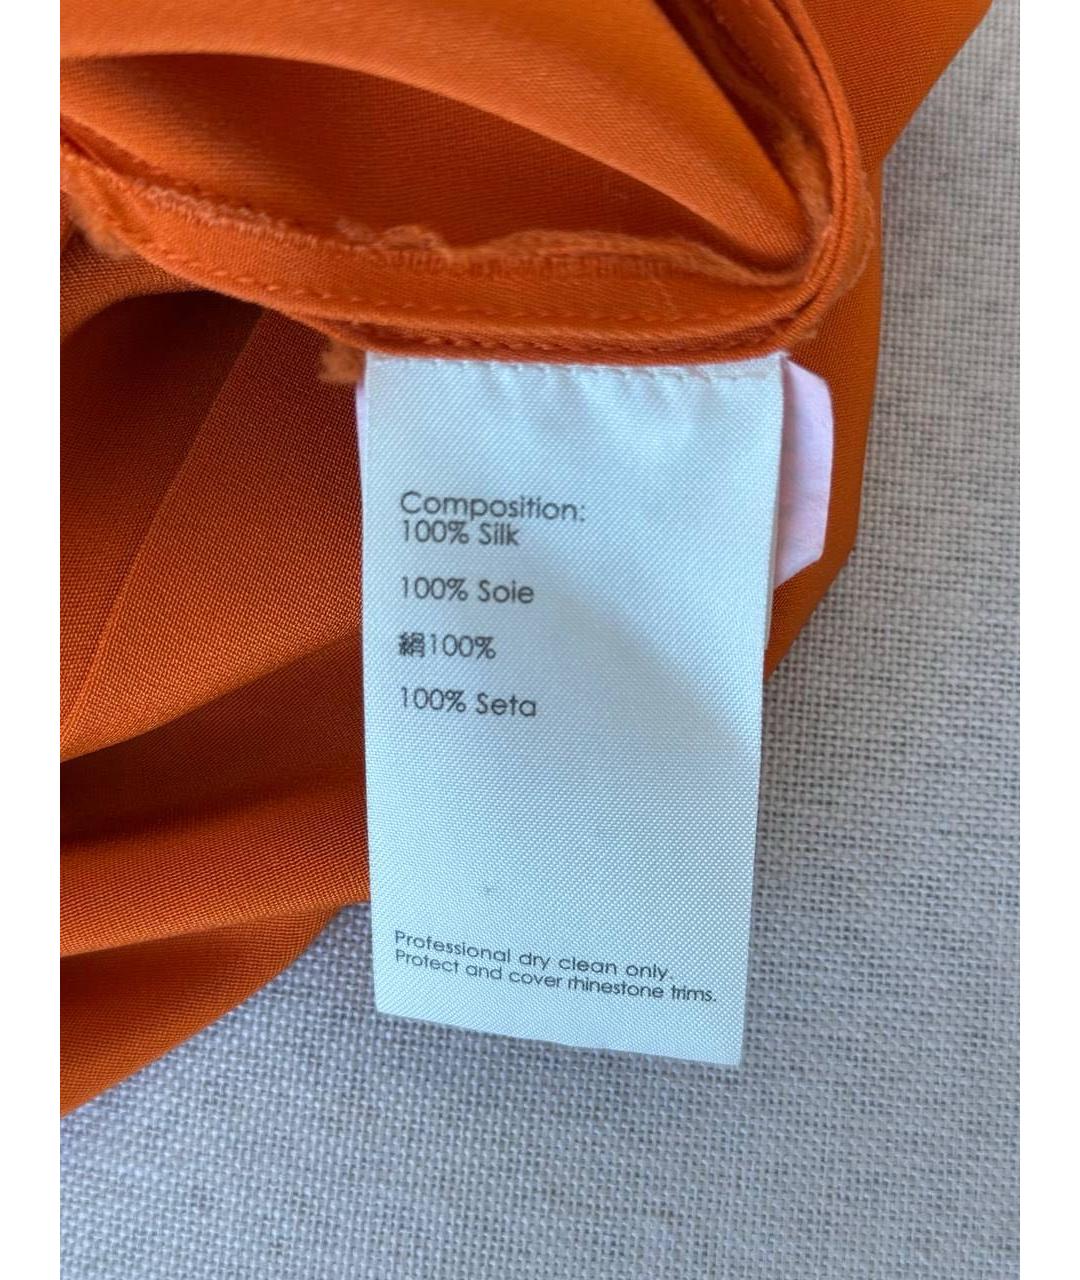 Composition:
100% Silk
100% Soie
絹100%
100% Seta
Professional dry clean only.
Protect and cover rhinestone trims.